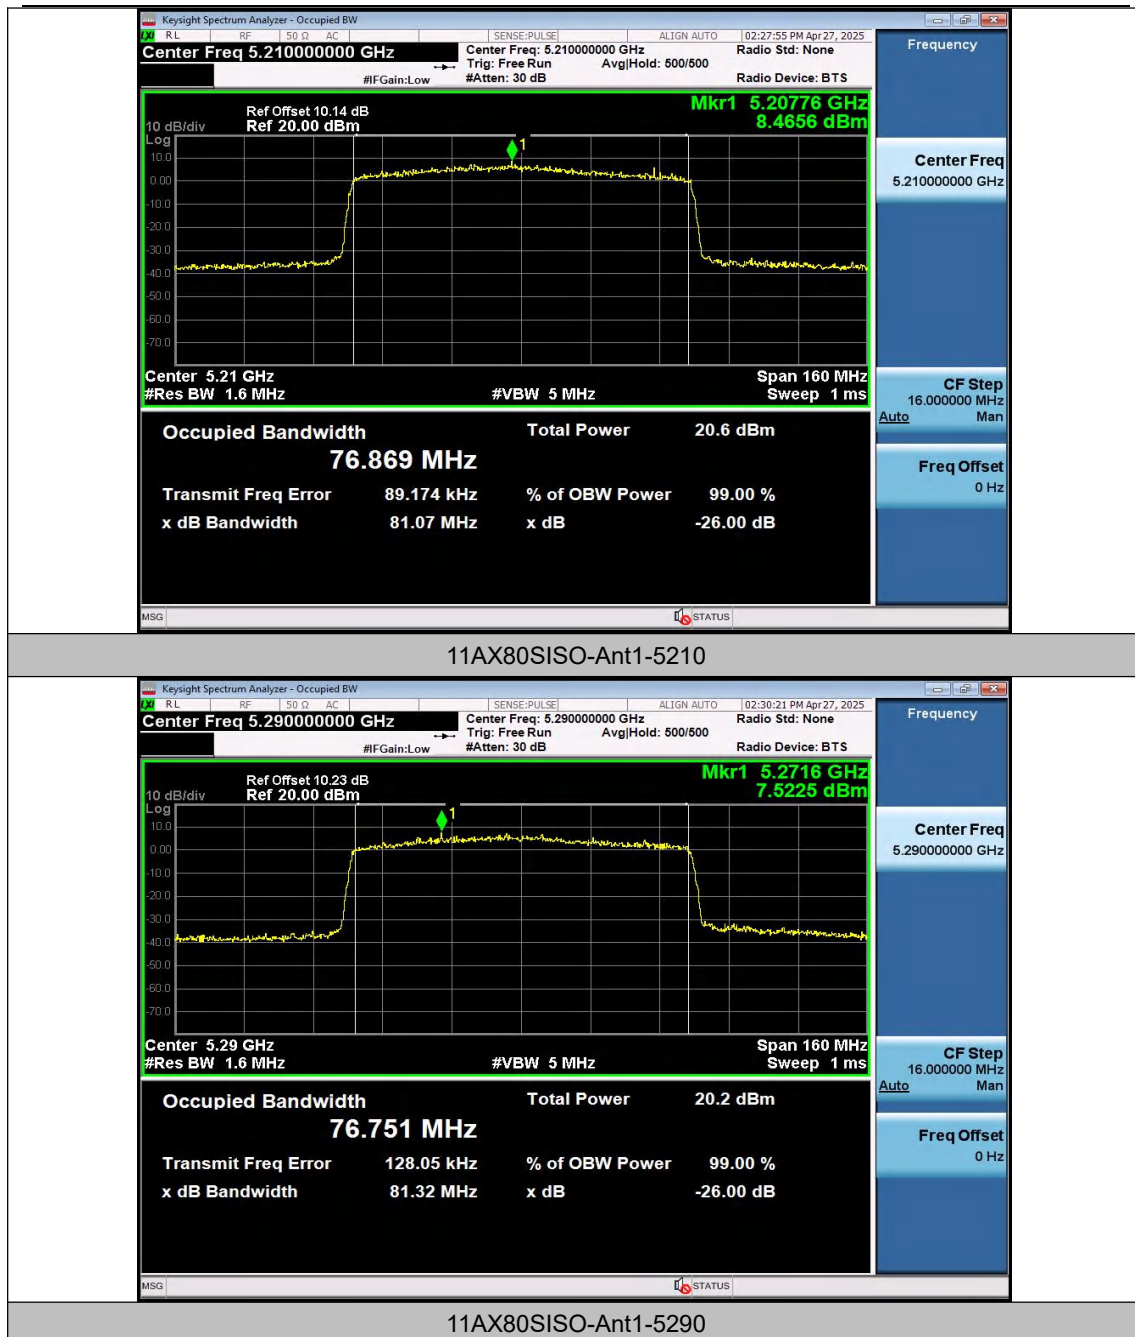 Keysight Spectrum Analyzer - Occupied BW
LXI RL RF 50 Ω AC SENSE:PULSE ALIGN AUTO 02:27:55 PM Apr 27, 2025
Center Freq 5.210000000 GHz
Center Freq: 5.210000000 GHz Radio Std: None
Trig: Free Run Avg|Hold: 500/500
#IFGain:Low #Atten: 30 dB Radio Device: BTS
Frequency
Mkr1 5.20776 GHz
8.4656 dBm
Ref Offset 10.14 dB
10 dB/div Ref 20.00 dBm
Log
10.0
0.00
-10.0
-20.0
-30.0
-40.0
-50.0
-60.0
-70.0
1
Center Freq
5.210000000 GHz
Center 5.21 GHz Span 160 MHz
#Res BW 1.6 MHz #VBW 5 MHz Sweep 1 ms
CF Step
16.000000 MHz
Auto Man
Occupied Bandwidth Total Power 20.6 dBm
76.869 MHz
Transmit Freq Error 89.174 kHz % of OBW Power 99.00 %
x dB Bandwidth 81.07 MHz x dB -26.00 dB
Freq Offset
0 Hz
MSG STATUS
11AX80SISO-Ant1-5210
Keysight Spectrum Analyzer - Occupied BW
LXI RL RF 50 Ω AC SENSE:PULSE ALIGN AUTO 02:30:21 PM Apr 27, 2025
Center Freq 5.290000000 GHz
Center Freq: 5.290000000 GHz Radio Std: None
Trig: Free Run Avg|Hold: 500/500
#IFGain:Low #Atten: 30 dB Radio Device: BTS
Frequency
Mkr1 5.2716 GHz
7.5225 dBm
Ref Offset 10.23 dB
10 dB/div Ref 20.00 dBm
Log
10.0
0.00
-10.0
-20.0
-30.0
-40.0
-50.0
-60.0
-70.0
1
Center Freq
5.290000000 GHz
Center 5.29 GHz Span 160 MHz
#Res BW 1.6 MHz #VBW 5 MHz Sweep 1 ms
CF Step
16.000000 MHz
Auto Man
Occupied Bandwidth Total Power 20.2 dBm
76.751 MHz
Transmit Freq Error 128.05 kHz % of OBW Power 99.00 %
x dB Bandwidth 81.32 MHz x dB -26.00 dB
Freq Offset
0 Hz
MSG STATUS
11AX80SISO-Ant1-5290